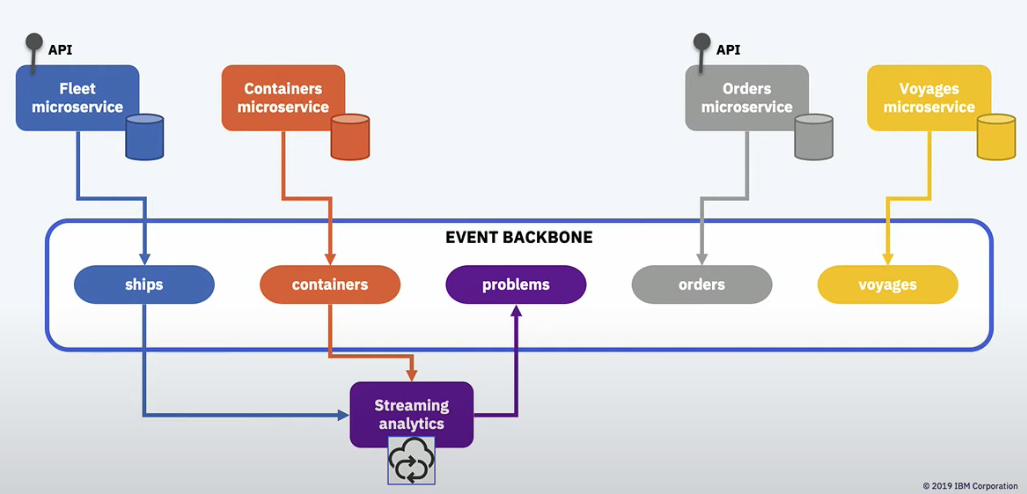 API
API
Fleet
microservice
Containers
microservice
Orders
microservice
Voyages
microservice
EVENT BACKBONE
ships
containers
problems
orders
voyages
Streaming
analytics
© 2019 IBM Corporation